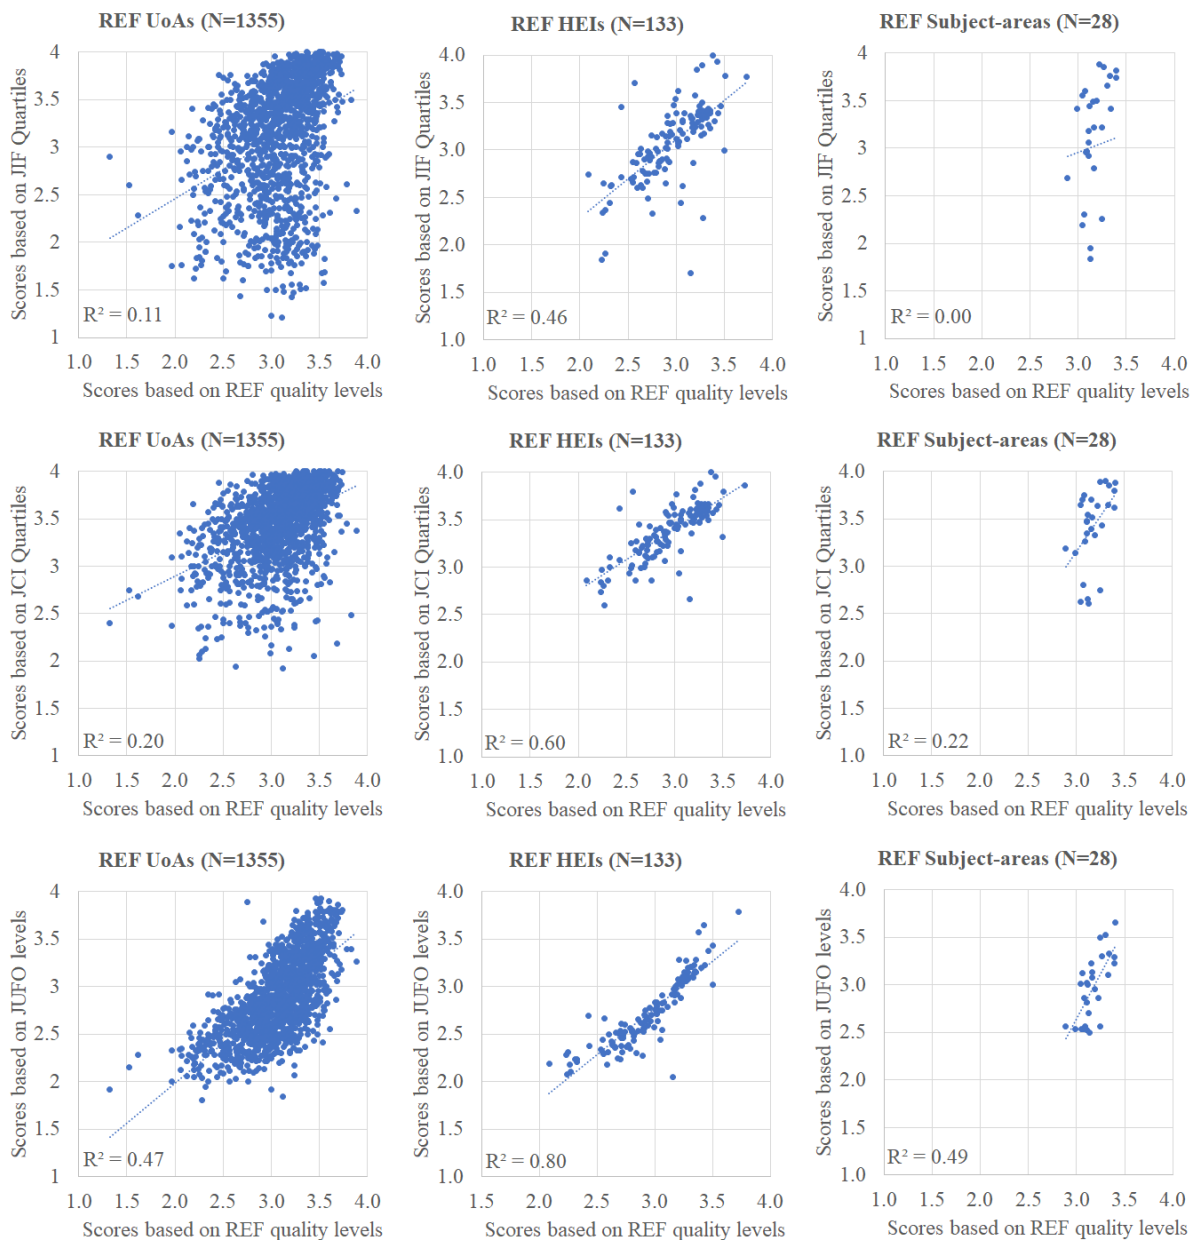 REF UoAs (N=1355)
Scores based on JIF Quartiles
4
3.5
3
2.5
2
1.5
1
R² = 0.11
1.0 1.5 2.0 2.5 3.0 3.5 4.0
Scores based on REF quality levels
REF HEIs (N=133)
Scores based on JIF Quartiles
4.0
3.5
3.0
2.5
2.0
1.5
1.0
R² = 0.46
1.0 1.5 2.0 2.5 3.0 3.5 4.0
Scores based on REF quality levels
REF Subject-areas (N=28)
Scores based on JIF Quartiles
4
3.5
3
2.5
2
1.5
1
R² = 0.00
1.0 1.5 2.0 2.5 3.0 3.5 4.0
Scores based on REF quality levels
REF UoAs (N=1355)
Scores based on JCI Quartiles
4
3.5
3
2.5
2
1.5
1
R² = 0.20
1.0 1.5 2.0 2.5 3.0 3.5 4.0
Scores based on REF quality levels
REF HEIs (N=133)
Scores based on JCI Quartiles
4.0
3.5
3.0
2.5
2.0
1.5
1.0
R² = 0.60
1.0 1.5 2.0 2.5 3.0 3.5 4.0
Scores based on REF quality levels
REF Subject-areas (N=28)
Scores based on JCI Quartiles
4.0
3.5
3.0
2.5
2.0
1.5
1.0
R² = 0.22
1.0 1.5 2.0 2.5 3.0 3.5 4.0
Scores based on REF quality levels
REF UoAs (N=1355)
Scores based on JUFO levels
4
3.5
3
2.5
2
1.5
1
R² = 0.47
1.0 1.5 2.0 2.5 3.0 3.5 4.0
Scores based on REF quality levels
REF HEIs (N=133)
Scores based on JUFO levels
4.0
3.5
3.0
2.5
2.0
1.5
1.0
R² = 0.80
1.5 2.0 2.5 3.0 3.5 4.0
Scores based on REF quality levels
REF Subject-areas (N=28)
Scores based on JUFO levels
4.0
3.5
3.0
2.5
2.0
1.5
1.0
R² = 0.49
1.0 1.5 2.0 2.5 3.0 3.5 4.0
Scores based on REF quality levels